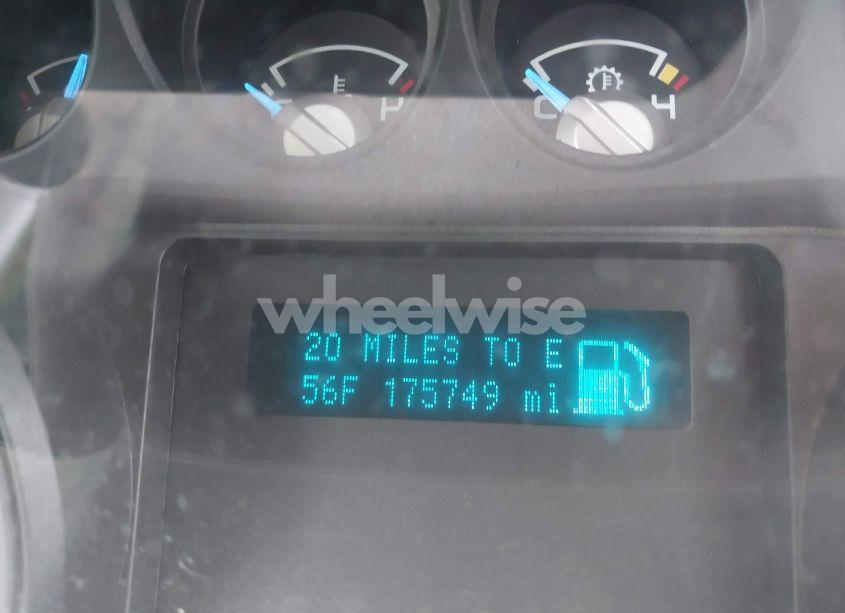 H
C H
wheelwise
20 MILES TO E
56F 175749 mi